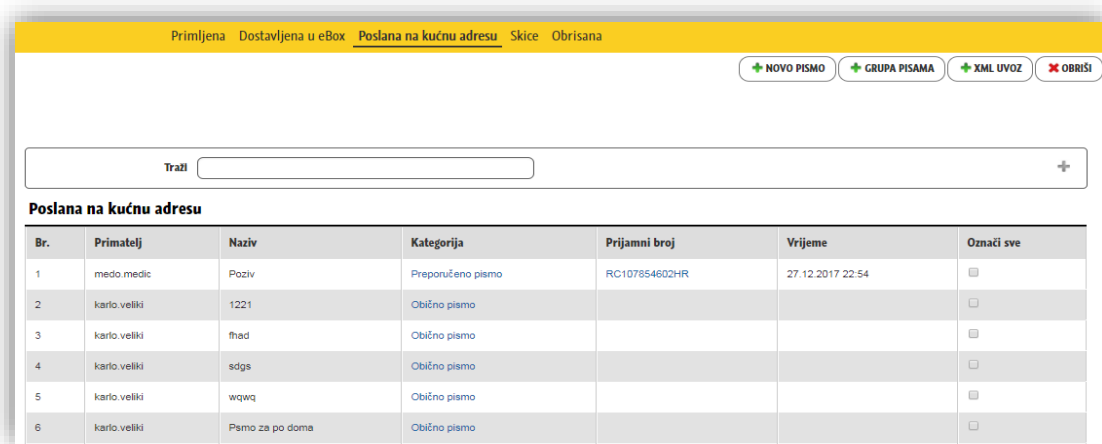 Primljena Dostavljena u eBox Poslana na kućnu adresu Skice Obrisana
NOVO PISMO GRUPA PISAMA XML UVOZ OBRIŠI
Traži
Poslana na kućnu adresu
Br. Primatelj Naziv Kategorija Prijamni broj Vrijeme Označi sve
1 medo.medic Poziv Preporučeno pismo RC107854602HR 27.12.2017 22:54
2 karlo.veliki 1221 Obično pismo
3 karlo.veliki fhad Obično pismo
4 karlo.veliki sdgs Obično pismo
5 karlo.veliki wqwq Obično pismo
6 karlo.veliki Psmo za po doma Obično pismo